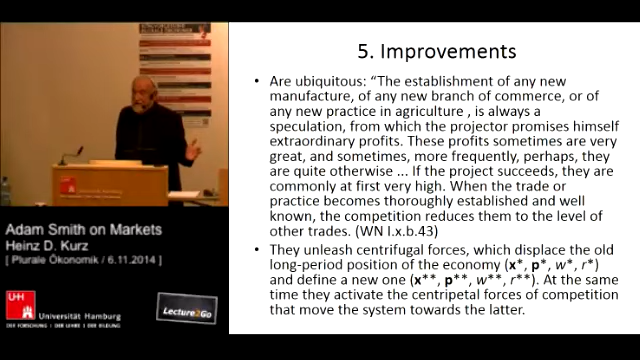 5. Improvements
• Are ubiquitous: “The establishment of any new
manufacture, of any new branch of commerce, or of
any new practice in agriculture , is always a
speculation, from which the projector promises himself
extraordinary profits. These profits sometimes are very
great, and sometimes, more frequently, perhaps, they
are quite otherwise ... If the project succeeds, they are
commonly at first very high. When the trade or
practice becomes thoroughly established and well
known, the competition reduces them to the level of
other trades. (WN I.x.b.43)
• They unleash centrifugal forces, which displace the old
long-period position of the economy (x*, p*, w*, r*)
and define a new one (x**, p**, w**, r**). At the same
time they activate the centripetal forces of competition
that move the system towards the latter.
Adam Smith on Markets
Heinz D. Kurz
[ Plurale Ökonomik / 6.11.2014 ]
UH
Universität Hamburg
DER FORSCHUNG | DER LEHRE | DER BILDUNG
Lecture2Go